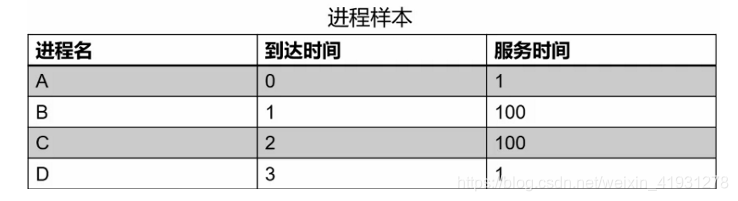 进程样本
进程名 到达时间 服务时间
A 0 1
B 1 100
C 2 100
D 3 1
https://blog.csdn.net/weixin_41931278